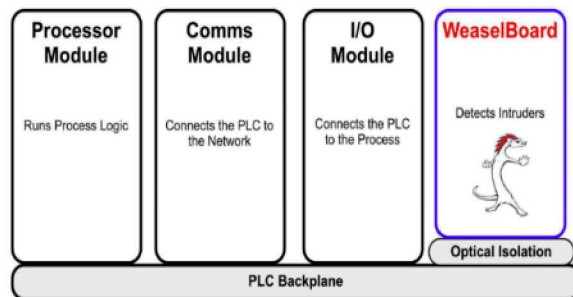 Processor
Module
Runs Process Logic
Comms
Module
Connects the PLC to
the Network
I/O
Module
Connects the PLC
to the Process
WeaselBoard
Detects Intruders
Optical Isolation
PLC Backplane